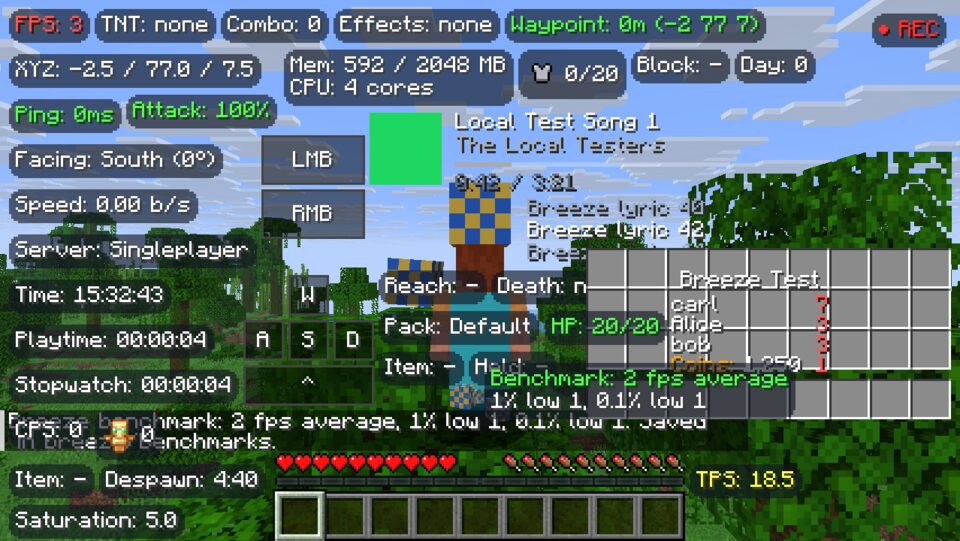 FPS: 3
TNT: none
Combo: 0
Effects: none
Waypoint: 0m (-2 77 7)
REC
XYZ: -2.5 / 77.0 / 7.5
Mem: 592 / 2048 MB
CPU: 4 cores
0/20
Block: -
Day: 0
Ping: 0ms
Attack: 100%
Local Test Song 1
The Local Testers
0:42 / 3:21
Facing: South (0°)
LMB
RMB
Speed: 0.00 b/s
Breeze lyric
Breeze lyric 42
Server: Singleplayer
Time: 15:32:43
W
Reach: -
Death:
Breeze Test
carl 7
Alice 3
bob 3
Coins: 1,250 1
Playtime: 00:00:04
A
S
D
Pack: Default
HP: 20/20
Item: -
Held: -
Stopwatch: 00:00:04
^
Benchmark: 2 fps average
1% low 1, 0.1% low 1
Breeze benchmark: 2 fps average, 1% low 1, 0.1% low 1. Saved
in breeze benchmarks.
CPS: 0
0
Item: -
Despawn: 4:40
TPS: 18.5
Saturation: 5.0